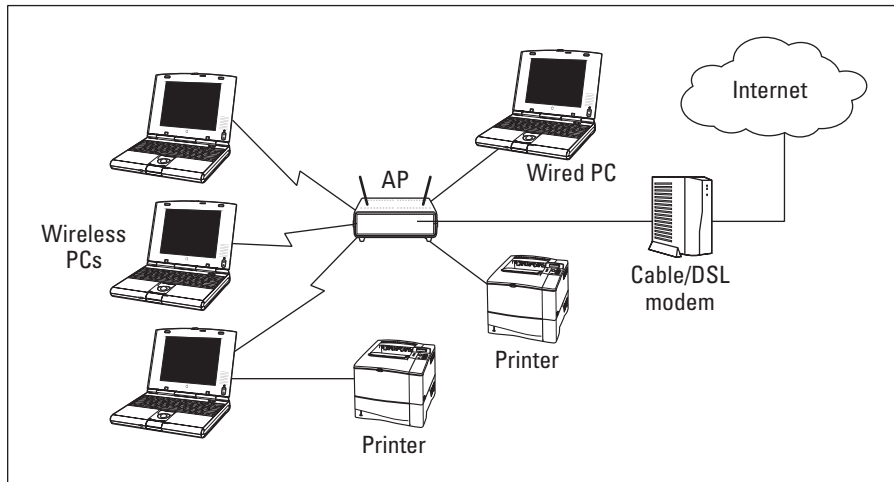 Internet
AP
Wired PC
Wireless
PCs
Cable/DSL
modem
Printer
Printer